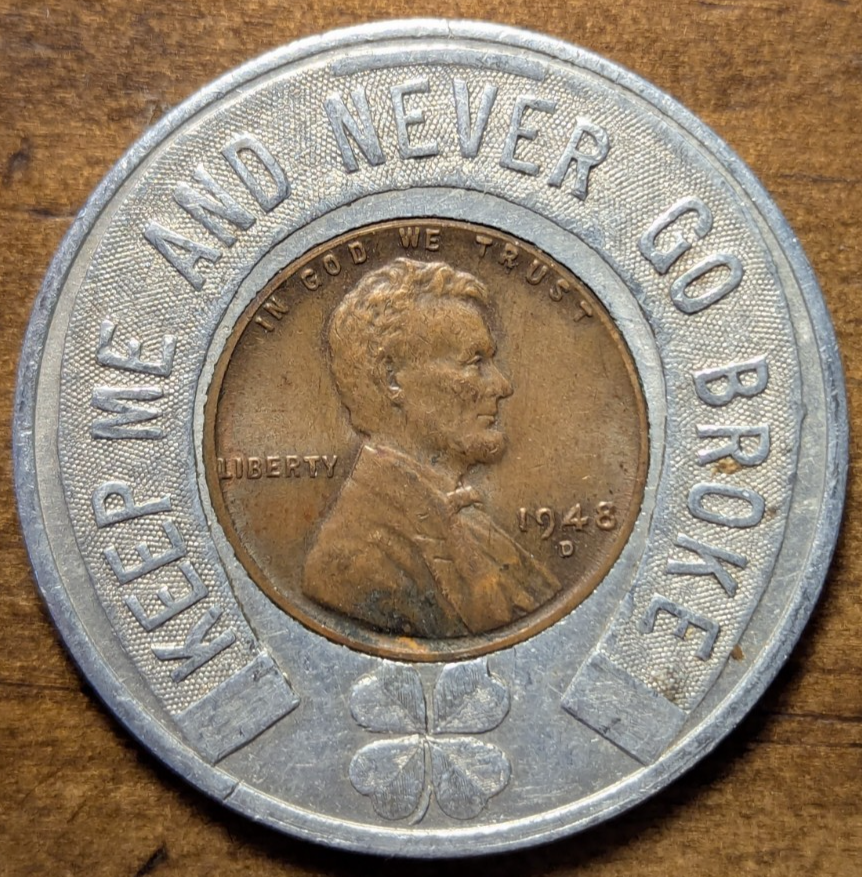 KEEP ME AND NEVER GO BROKE
IN GOD WE TRUST
LIBERTY
1948
D